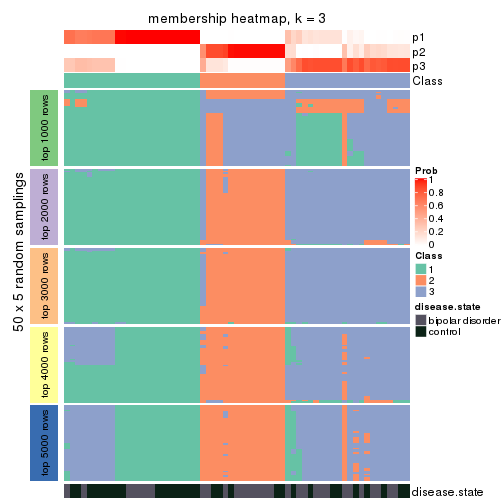 membership heatmap, k = 3
p1
p2
p3
Class
50 x 5 random samplings
top 1000 rows
top 2000 rows
top 3000 rows
top 4000 rows
top 5000 rows
Prob
1
0.8
0.6
0.4
0.2
0
Class
1
2
3
disease.state
bipolar disorder
control
disease.state